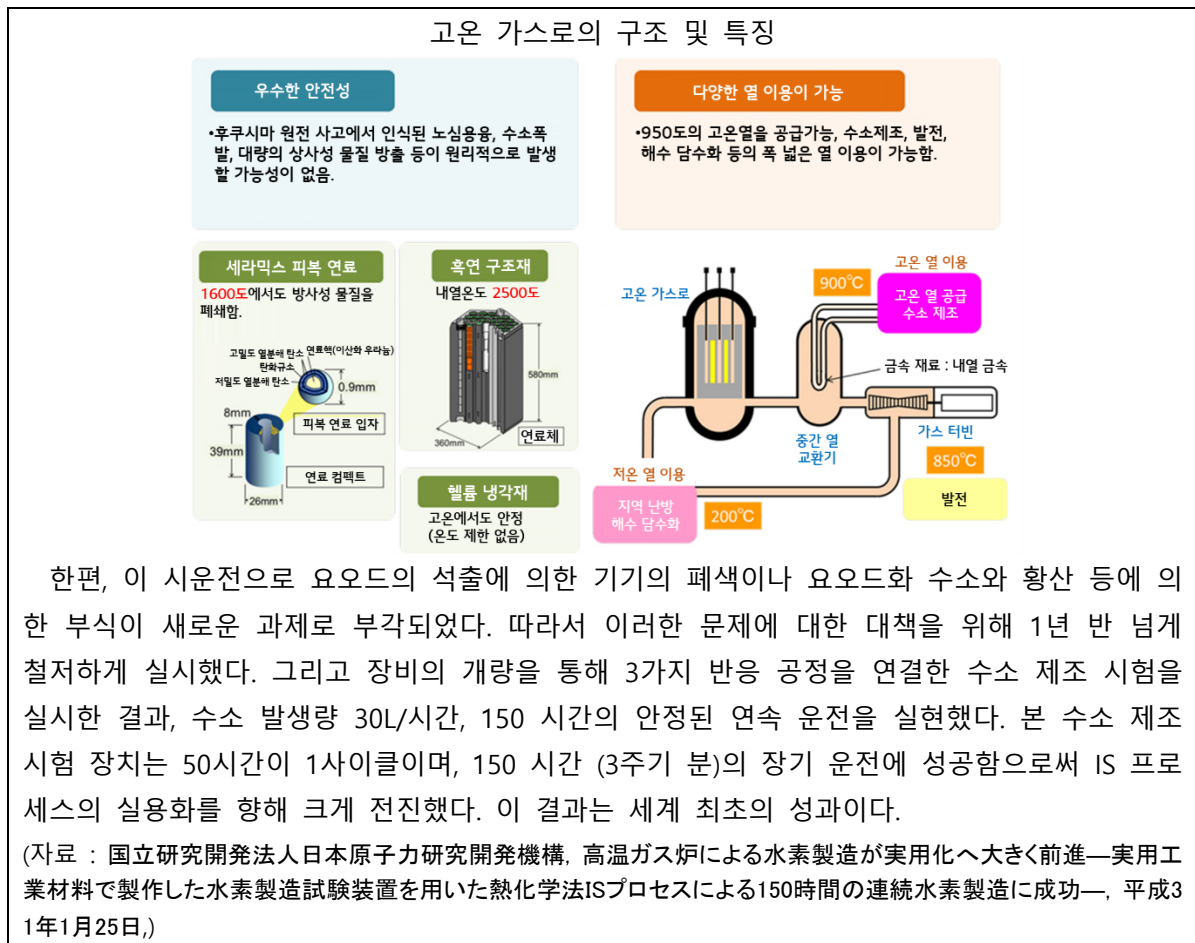 고온 가스로의 구조 및 특징
우수한 안전성
•후쿠시마 원전 사고에서 인식된 노심용융, 수소폭
발, 대량의 상사성 물질 방출 등이 원리적으로 발생
할 가능성이 없음.
다양한 열 이용이 가능
•950도의 고온열을 공급가능, 수소제조, 발전,
해수 담수화 등의 폭 넓은 열 이용이 가능함.
세라믹스 피복 연료
1600도에서도 방사성 물질을
폐쇄함.
고밀도 열분해 탄소
연료핵(이산화 우라늄)
탄화규소
저밀도 열분해 탄소
0.9mm
8mm
피복 연료 입자
39mm
연료 컴펙트
26mm
흑연 구조재
내열온도 2500도
580mm
360mm
연료체
헬륨 냉각재
고온에서도 안정
(온도 제한 없음)
고온 가스로
900℃
고온 열 이용
고온 열 공급
수소 제조
금속 재료 : 내열 금속
중간 열
교환기
가스 터빈
850℃
발전
저온 열 이용
지역 난방
해수 담수화
200℃
한편, 이 시운전으로 요오드의 석출에 의한 기기의 폐색이나 요오드화 수소와 황산 등에 의
한 부식이 새로운 과제로 부각되었다. 따라서 이러한 문제에 대한 대책을 위해 1년 반 넘게
철저하게 실시했다. 그리고 장비의 개량을 통해 3가지 반응 공정을 연결한 수소 제조 시험을
실시한 결과, 수소 발생량 30L/시간, 150 시간의 안정된 연속 운전을 실현했다. 본 수소 제조
시험 장치는 50시간이 1사이클이며, 150 시간 (3주기 분)의 장기 운전에 성공함으로써 IS 프로
세스의 실용화를 향해 크게 전진했다. 이 결과는 세계 최초의 성과이다.
(자료 : 国立研究開発法人日本原子力研究開発機構, 高温ガス炉による水素製造が実用化へ大きく前進―実用工
業材料で製作した水素製造試験装置を用いた熱化学法ISプロセスによる150時間の連続水素製造に成功―, 平成3
1年1月25日,)